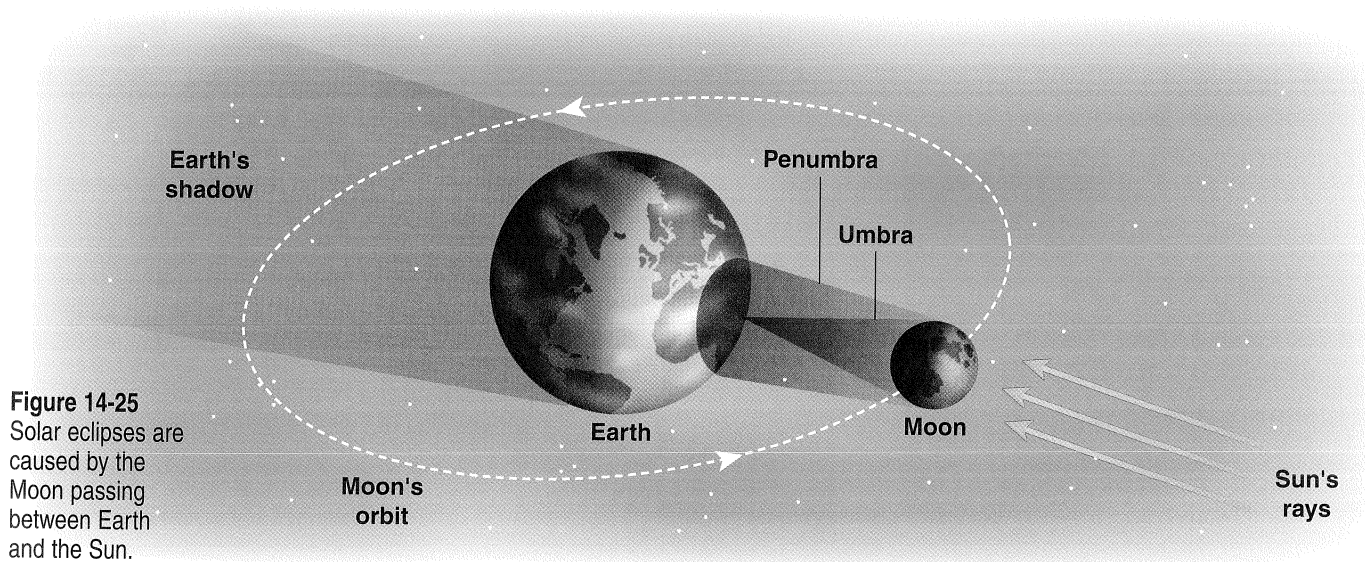 Earth's
shadow
Penumbra
Umbra
Earth
Moon
Moon's
orbit
Sun's
rays
Figure 14-25
Solar eclipses are
caused by the
Moon passing
between Earth
and the Sun.